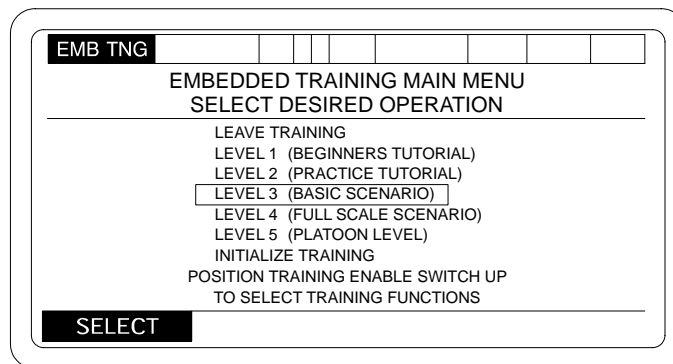 EMB TNG
EMBEDDED TRAINING MAIN MENU
SELECT DESIRED OPERATION
LEAVE TRAINING
LEVEL 1 (BEGINNERS TUTORIAL)
LEVEL 2 (PRACTICE TUTORIAL)
LEVEL 3 (BASIC SCENARIO)
LEVEL 4 (FULL SCALE SCENARIO)
LEVEL 5 (PLATOON LEVEL)
INITIALIZE TRAINING
POSITION TRAINING ENABLE SWITCH UP
TO SELECT TRAINING FUNCTIONS
SELECT